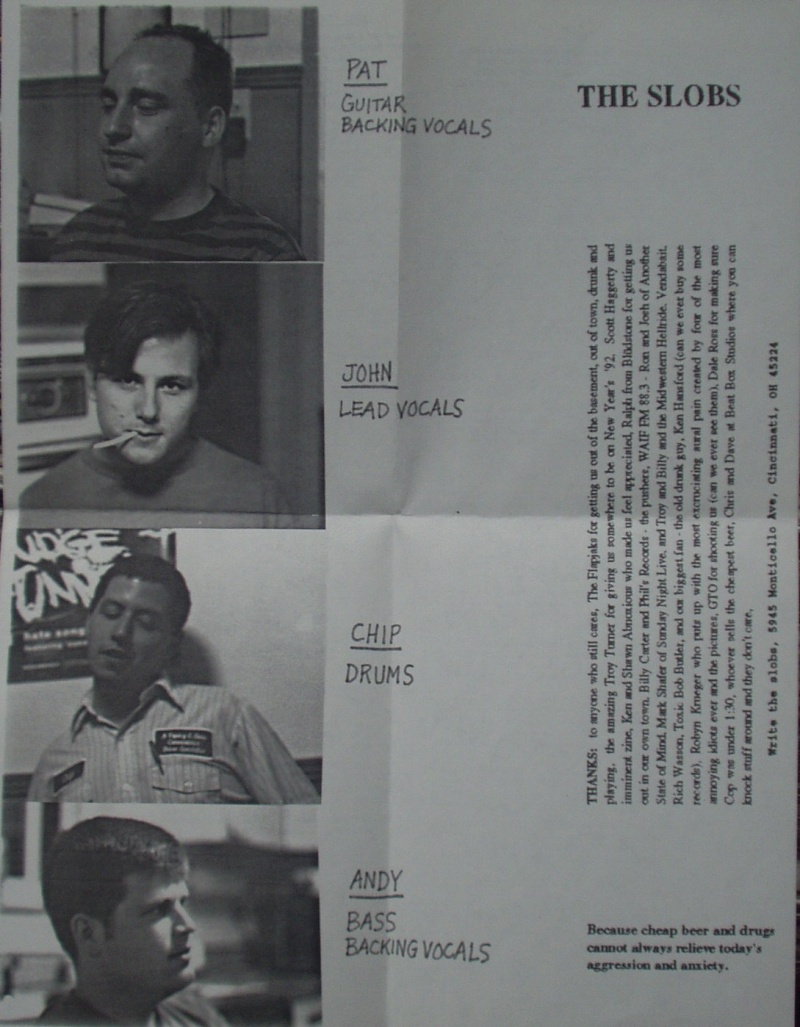 PAT
GUITAR
BACKING VOCALS
THE SLOBS
JOHN
LEAD VOCALS
CHIP
DRUMS
ANDY
BASS
BACKING VOCALS
THANKS: to anyone who still cares, The Flapjaks for getting us out of the basement, out of town, drunk and
playing, the amazing Troy Turner for giving us somewhere to be on New Year's '92. Scott Haggerty and
imminent zine, Ken and Shawn Abnoxious who made us feel appreciated, Ralph from for getting us
out in our own town. Billy Carter and Phil's Records - the pushers, WAIF FM 88.3 - Ron and Josh of Another
State of Mind, Mark Shafer of Sunday Night Live, and Troy and Billy and the Midwestern Hellride. Vendabait,
Rich Wasson, Toxic Bob Butler, and our biggest fan - the old drunk guy, Ken Hansford (can we ever buy some
records), Robyn Krueger who puts up with the most excruciating aural pain created by four of the most
annoying idiots ever and the pictures, GTO for shooting us (can we ever see them), Dale Ross for making sure
Cop was under 1:30, whoever sells the cheapest beer, Chris and Dave at Beat Box Studios where you can
knock stuff around and they don't care.
Write the slobs, 5945 Monticello Ave, Cincinnati, OH 45224
Because cheap beer and drugs
cannot always relieve today's
aggression and anxiety.
hate song